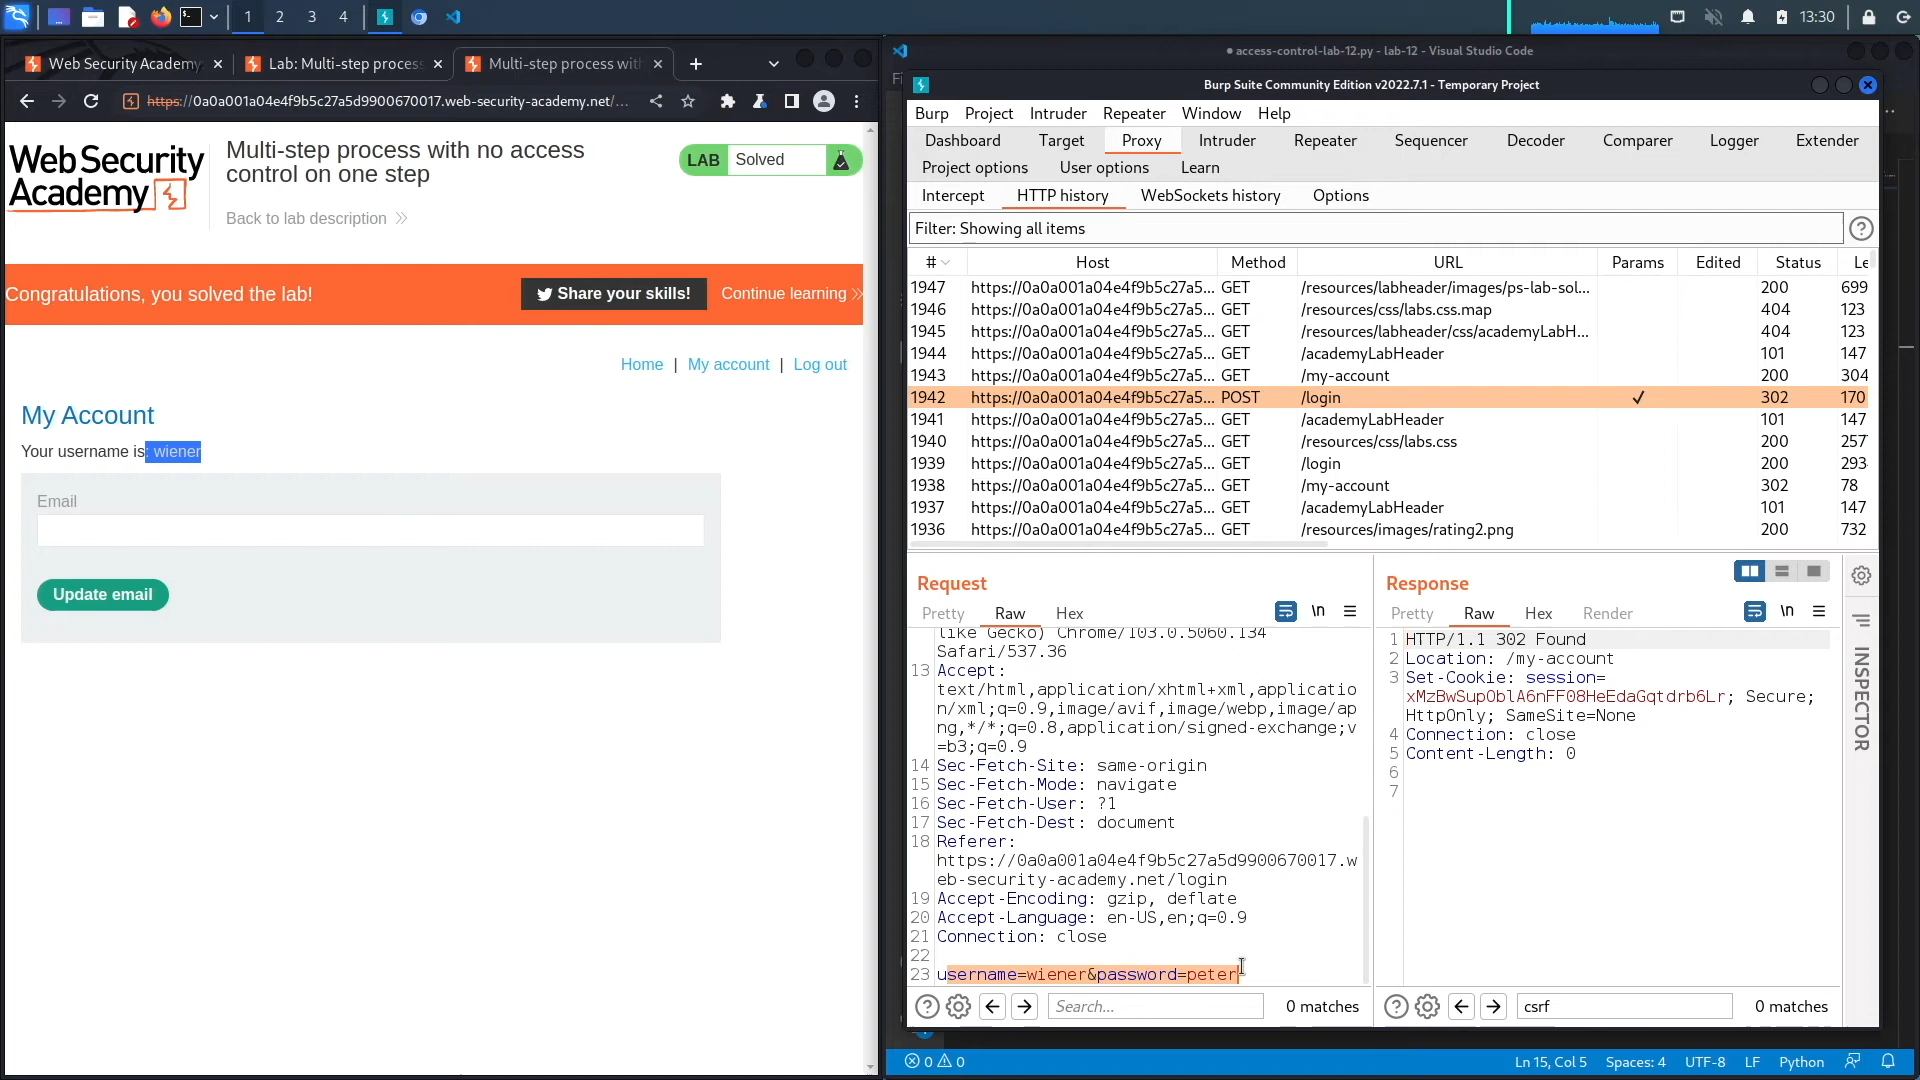 1 2 3 4
13:30
Web Security Academy
Lab: Multi-step process
Multi-step process with
https://0a0a001a04e4f9b5c27a5d9900670017.web-security-academy.net/...
Web Security
Academy
Multi-step process with no access
control on one step
Back to lab description
LAB Solved
Congratulations, you solved the lab!
Share your skills!
Continue learning
Home | My account | Log out
My Account
Your username is: wiener
Email
Update email
access-control-lab-12.py - lab-12 - Visual Studio Code
Burp Suite Community Edition v2022.7.1 - Temporary Project
Burp Project Intruder Repeater Window Help
Dashboard Target Proxy Intruder Repeater Sequencer Decoder Comparer Logger Extender
Project options User options Learn
Intercept HTTP history WebSockets history Options
Filter: Showing all items
# Host Method URL Params Edited Status Le
1947 https://0a0a001a04e4f9b5c27a5... GET /resources/labheader/images/ps-lab-sol... 200 699
1946 https://0a0a001a04e4f9b5c27a5... GET /resources/css/labs.css.map 404 123
1945 https://0a0a001a04e4f9b5c27a5... GET /resources/labheader/css/academyLabH... 404 123
1944 https://0a0a001a04e4f9b5c27a5... GET /academyLabHeader 101 147
1943 https://0a0a001a04e4f9b5c27a5... GET /my-account 200 304
1942 https://0a0a001a04e4f9b5c27a5... POST /login ✓ 302 170
1941 https://0a0a001a04e4f9b5c27a5... GET /academyLabHeader 101 147
1940 https://0a0a001a04e4f9b5c27a5... GET /resources/css/labs.css 200 257
1939 https://0a0a001a04e4f9b5c27a5... GET /login 200 293
1938 https://0a0a001a04e4f9b5c27a5... GET /my-account 302 78
1937 https://0a0a001a04e4f9b5c27a5... GET /academyLabHeader 101 147
1936 https://0a0a001a04e4f9b5c27a5... GET /resources/images/rating2.png 200 732
Request
Pretty Raw Hex
\n
like Gecko) Chrome/103.0.5060.134
Safari/537.36
13 Accept:
text/html,application/xhtml+xml,applicatio
n/xml;q=0.9,image/avif,image/webp,image/ap
ng,*/*;q=0.8,application/signed-exchange;v
=b3;q=0.9
14 Sec-Fetch-Site: same-origin
15 Sec-Fetch-Mode: navigate
16 Sec-Fetch-User: ?1
17 Sec-Fetch-Dest: document
18 Referer:
https://0a0a001a04e4f9b5c27a5d9900670017.w
eb-security-academy.net/login
19 Accept-Encoding: gzip, deflate
20 Accept-Language: en-US,en;q=0.9
21 Connection: close
22
23 username=wiener&password=peter
Search...
0 matches
Response
Pretty Raw Hex Render
\n
1 HTTP/1.1 302 Found
2 Location: /my-account
3 Set-Cookie: session=
xMzBwSupOblA6nFF08HeEdaGqtdrb6Lr; Secure;
HttpOnly; SameSite=None
4 Connection: close
5 Content-Length: 0
6
7
csrf
0 matches
INSPECTOR
0 0
Ln 15, Col 5 Spaces: 4 UTF-8 LF Python